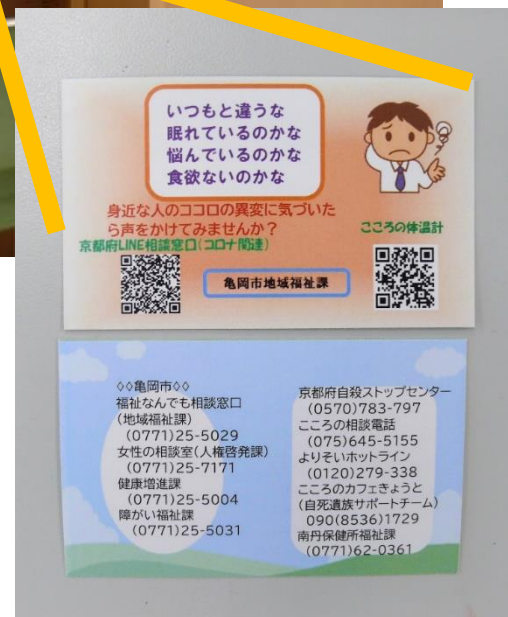 いつもと違うな
眠れているのかな
悩んでいるのかな
食欲ないのかな
身近な人のココロの異変に気づいた
ら声をかけてみませんか？
こころの体温計
京都府LINE相談窓口(コロナ関連)
亀岡市地域福祉課
◇◇亀岡市◇◇
福祉なんでも相談窓口
(地域福祉課)
(0771)25-5029
女性の相談室(人権啓発課)
(0771)25-7171
健康増進課
(0771)25-5004
障がい福祉課
(0771)25-5031
京都府自殺ストップセンター
(0570)783-797
こころの相談電話
(075)645-5155
よりそいホットライン
(0120)279-338
こころのカフェきょうと
(自死遺族サポートチーム)
090(8536)1729
南丹保健所福祉課
(0771)62-0361